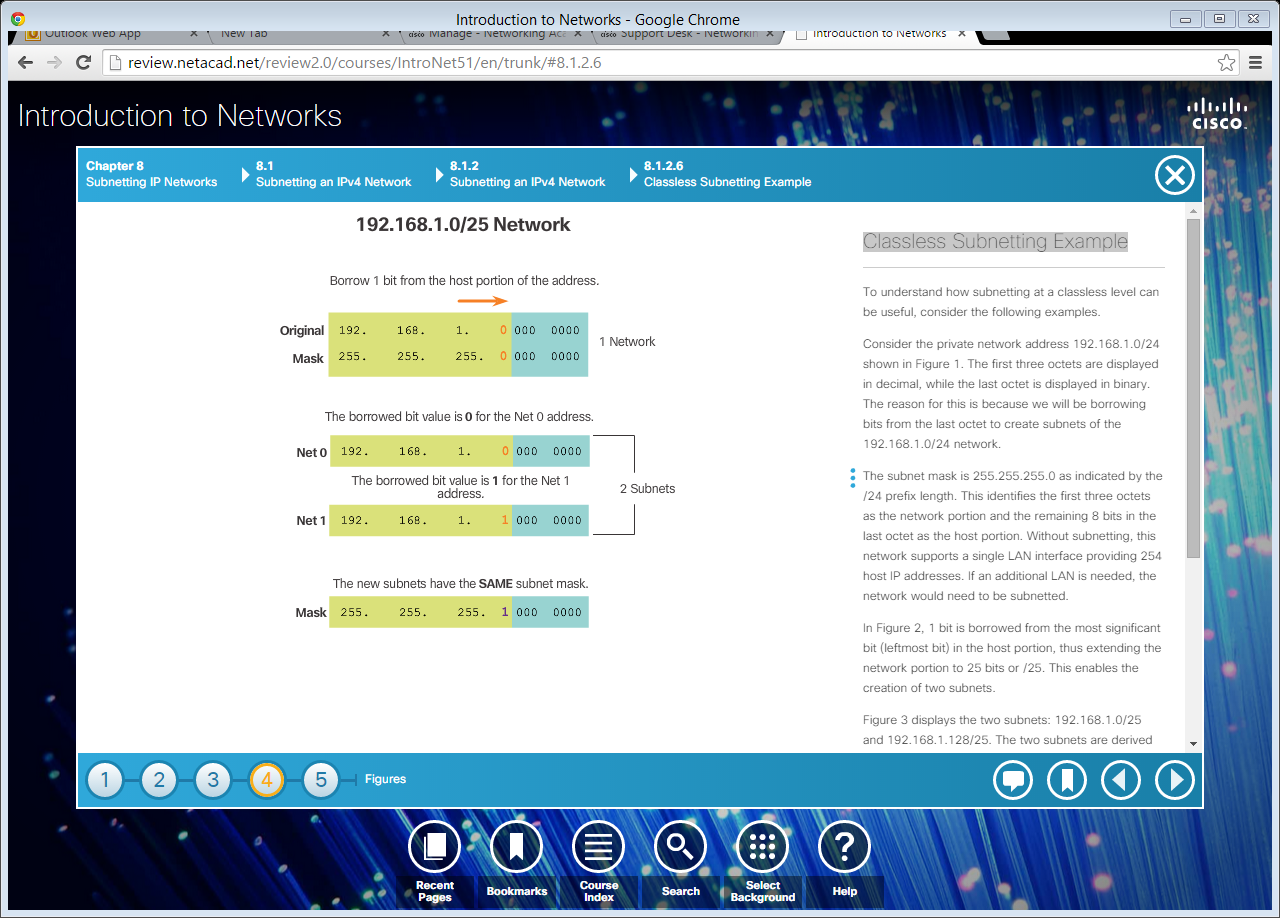 Introduction to Networks - Google Chrome
Outlook Web App
New Tab
Manage - Networking Aca
Support Desk - Networkin
Introduction to Networks
review.netacad.net/review2.0/courses/IntroNet51/en/trunk/#8.1.2.6
Introduction to Networks
CISCO.
Chapter 8
Subnetting IP Networks
8.1
Subnetting an IPv4 Network
8.1.2
Subnetting an IPv4 Network
8.1.2.6
Classless Subnetting Example
192.168.1.0/25 Network
Borrow 1 bit from the host portion of the address.
Original 192. 168. 1. 0 000 0000
Mask 255. 255. 255. 0 000 0000
1 Network
The borrowed bit value is 0 for the Net 0 address.
Net 0 192. 168. 1. 0 000 0000
The borrowed bit value is 1 for the Net 1
address.
2 Subnets
Net 1 192. 168. 1. 1 000 0000
The new subnets have the SAME subnet mask.
Mask 255. 255. 255. 1 000 0000
Classless Subnetting Example
To understand how subnetting at a classless level can
be useful, consider the following examples.
Consider the private network address 192.168.1.0/24
shown in Figure 1. The first three octets are displayed
in decimal, while the last octet is displayed in binary.
The reason for this is because we will be borrowing
bits from the last octet to create subnets of the
192.168.1.0/24 network.
The subnet mask is 255.255.255.0 as indicated by the
/24 prefix length. This identifies the first three octets
as the network portion and the remaining 8 bits in the
last octet as the host portion. Without subnetting, this
network supports a single LAN interface providing 254
host IP addresses. If an additional LAN is needed, the
network would need to be subnetted.
In Figure 2, 1 bit is borrowed from the most significant
bit (leftmost bit) in the host portion, thus extending the
network portion to 25 bits or /25. This enables the
creation of two subnets.
Figure 3 displays the two subnets: 192.168.1.0/25
and 192.168.1.128/25. The two subnets are derived
1 2 3 4 5 Figures
Recent
Pages
Bookmarks
Course
Index
Search
Select
Background
?
Help